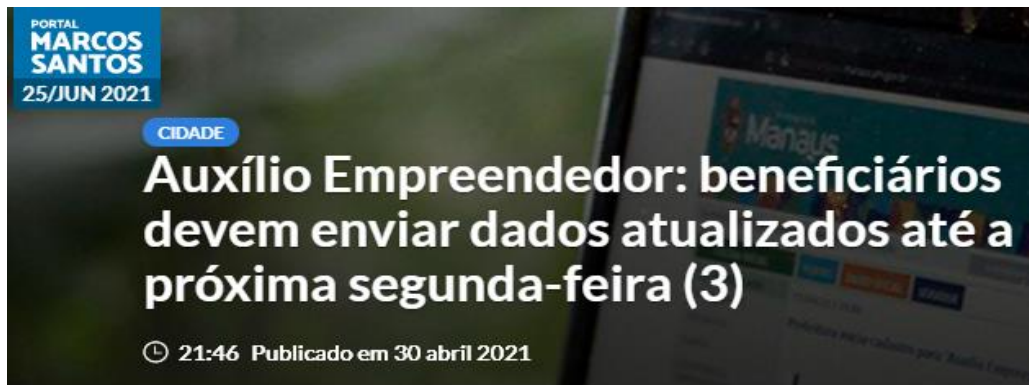 PORTAL
MARCOS
SANTOS
25/JUN 2021
CIDADE
Auxílio Empreendedor: beneficiários
devem enviar dados atualizados até a
próxima segunda-feira (3)
21:46 Publicado em 30 abril 2021
Manaus